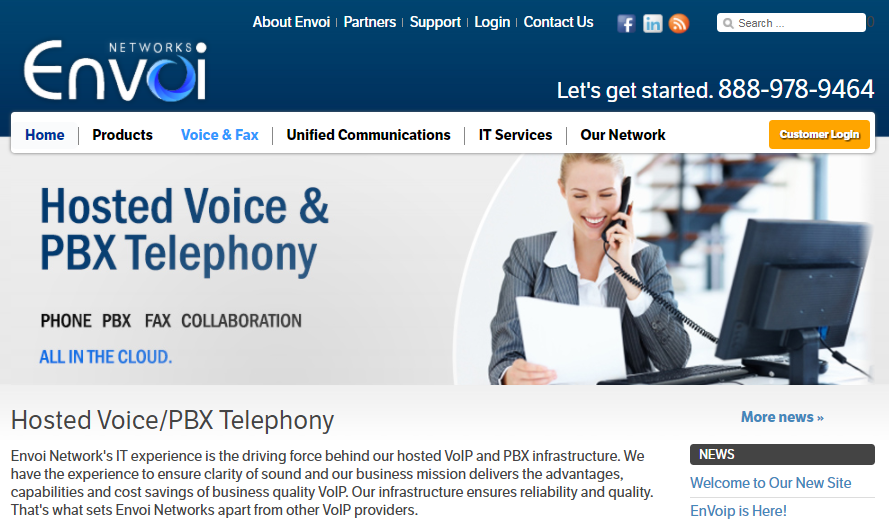 About Envoi | Partners | Support | Login | Contact Us
Search ...
0
NETWORKS
Envoi
Let's get started. 888-978-9464
Home | Products Voice & Fax | Unified Communications | IT Services | Our Network
Customer Login
Hosted Voice &
PBX Telephony
PHONE PBX FAX COLLABORATION
ALL IN THE CLOUD.
Hosted Voice/PBX Telephony
Envoi Network's IT experience is the driving force behind our hosted VoIP and PBX infrastructure. We
have the experience to ensure clarity of sound and our business mission delivers the advantages,
capabilities and cost savings of business quality VoIP. Our infrastructure ensures reliability and quality.
That's what sets Envoi Networks apart from other VoIP providers.
More news »
NEWS
Welcome to Our New Site
EnVoip is Here!